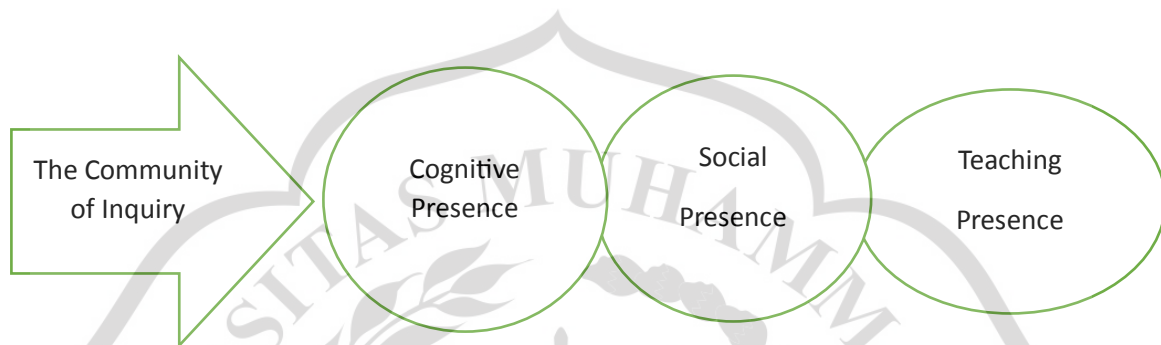 The Community
of Inquiry
Cognitive
Presence
Social
Presence
Teaching
Presence
SITAS MUHAMM